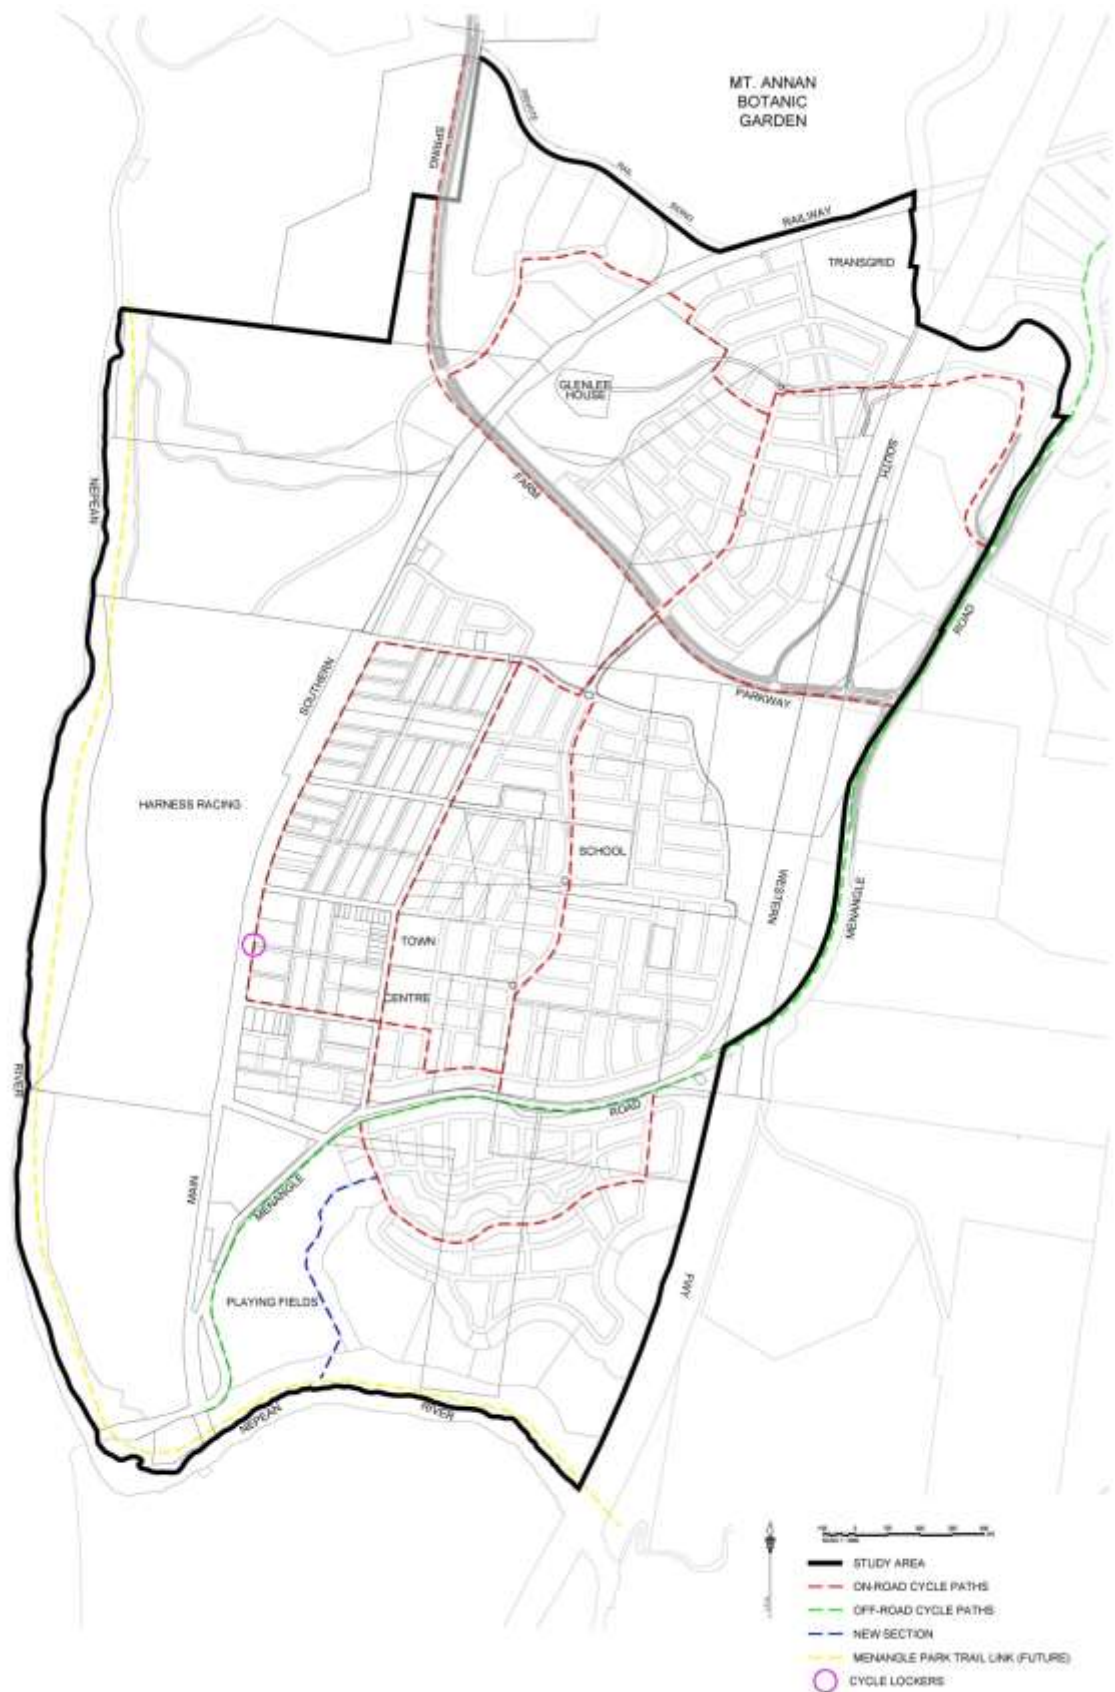 MT. ANNAN
BOTANIC
GARDEN
SPRING
PRIVATE
RAIL
RAILWAY
TRANSGRID
GLENLEE
HOUSE
SOUTH
NEPEAN
FARM
ROAD
SOUTHERN
PARKWAY
HARNESS RACING
SCHOOL
WESTERN
MENANGLE
TOWN
CENTRE
RIVER
ROAD
MAIN
MENANGLE
FWY
PLAYING FIELDS
NEPEAN
RIVER
STUDY AREA
ON-ROAD CYCLE PATHS
OFF-ROAD CYCLE PATHS
NEW SECTION
MENANGLE PARK TRAIL LINK (FUTURE)
CYCLE LOCKERS